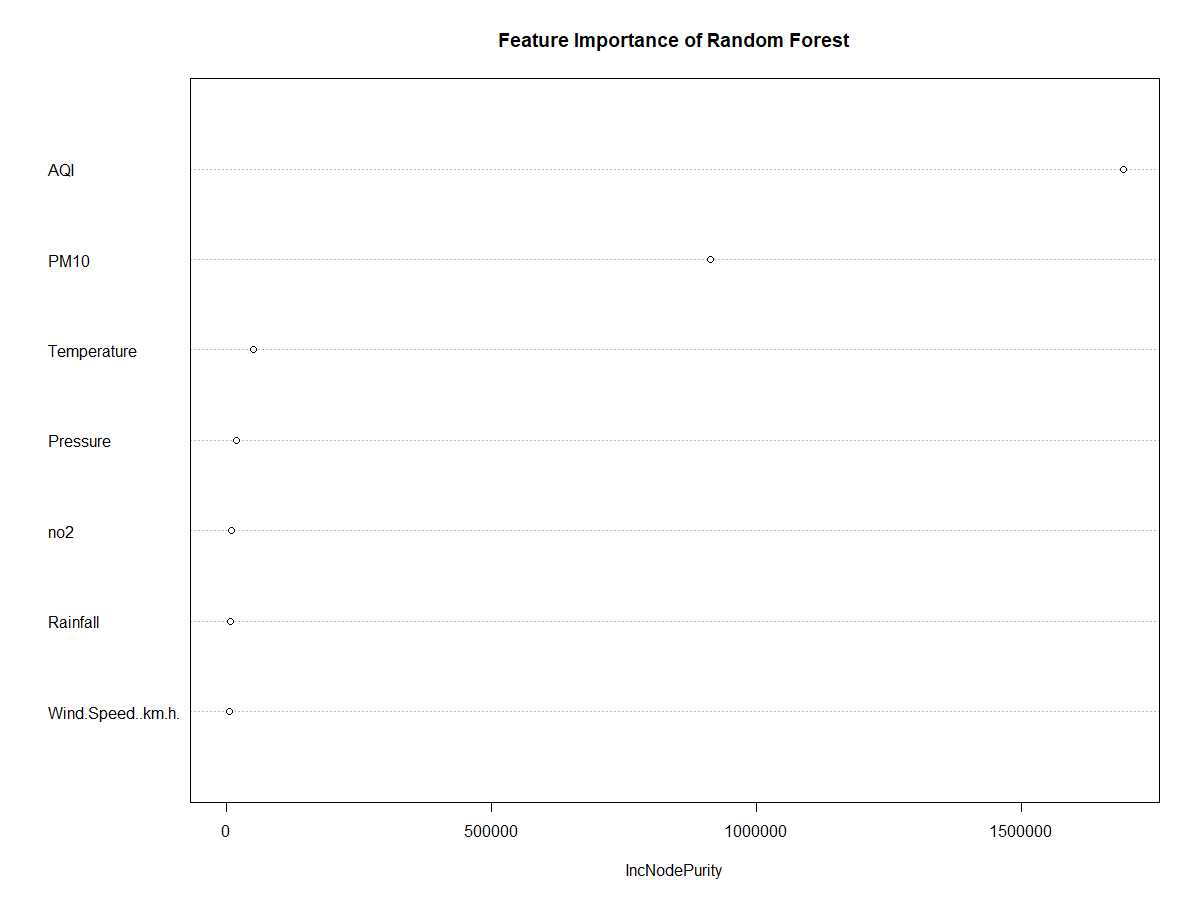 Feature Importance of Random Forest
AQI
PM10
Temperature
Pressure
no2
Rainfall
Wind.Speed..km.h.
0 500000 1000000 1500000
IncNodePurity